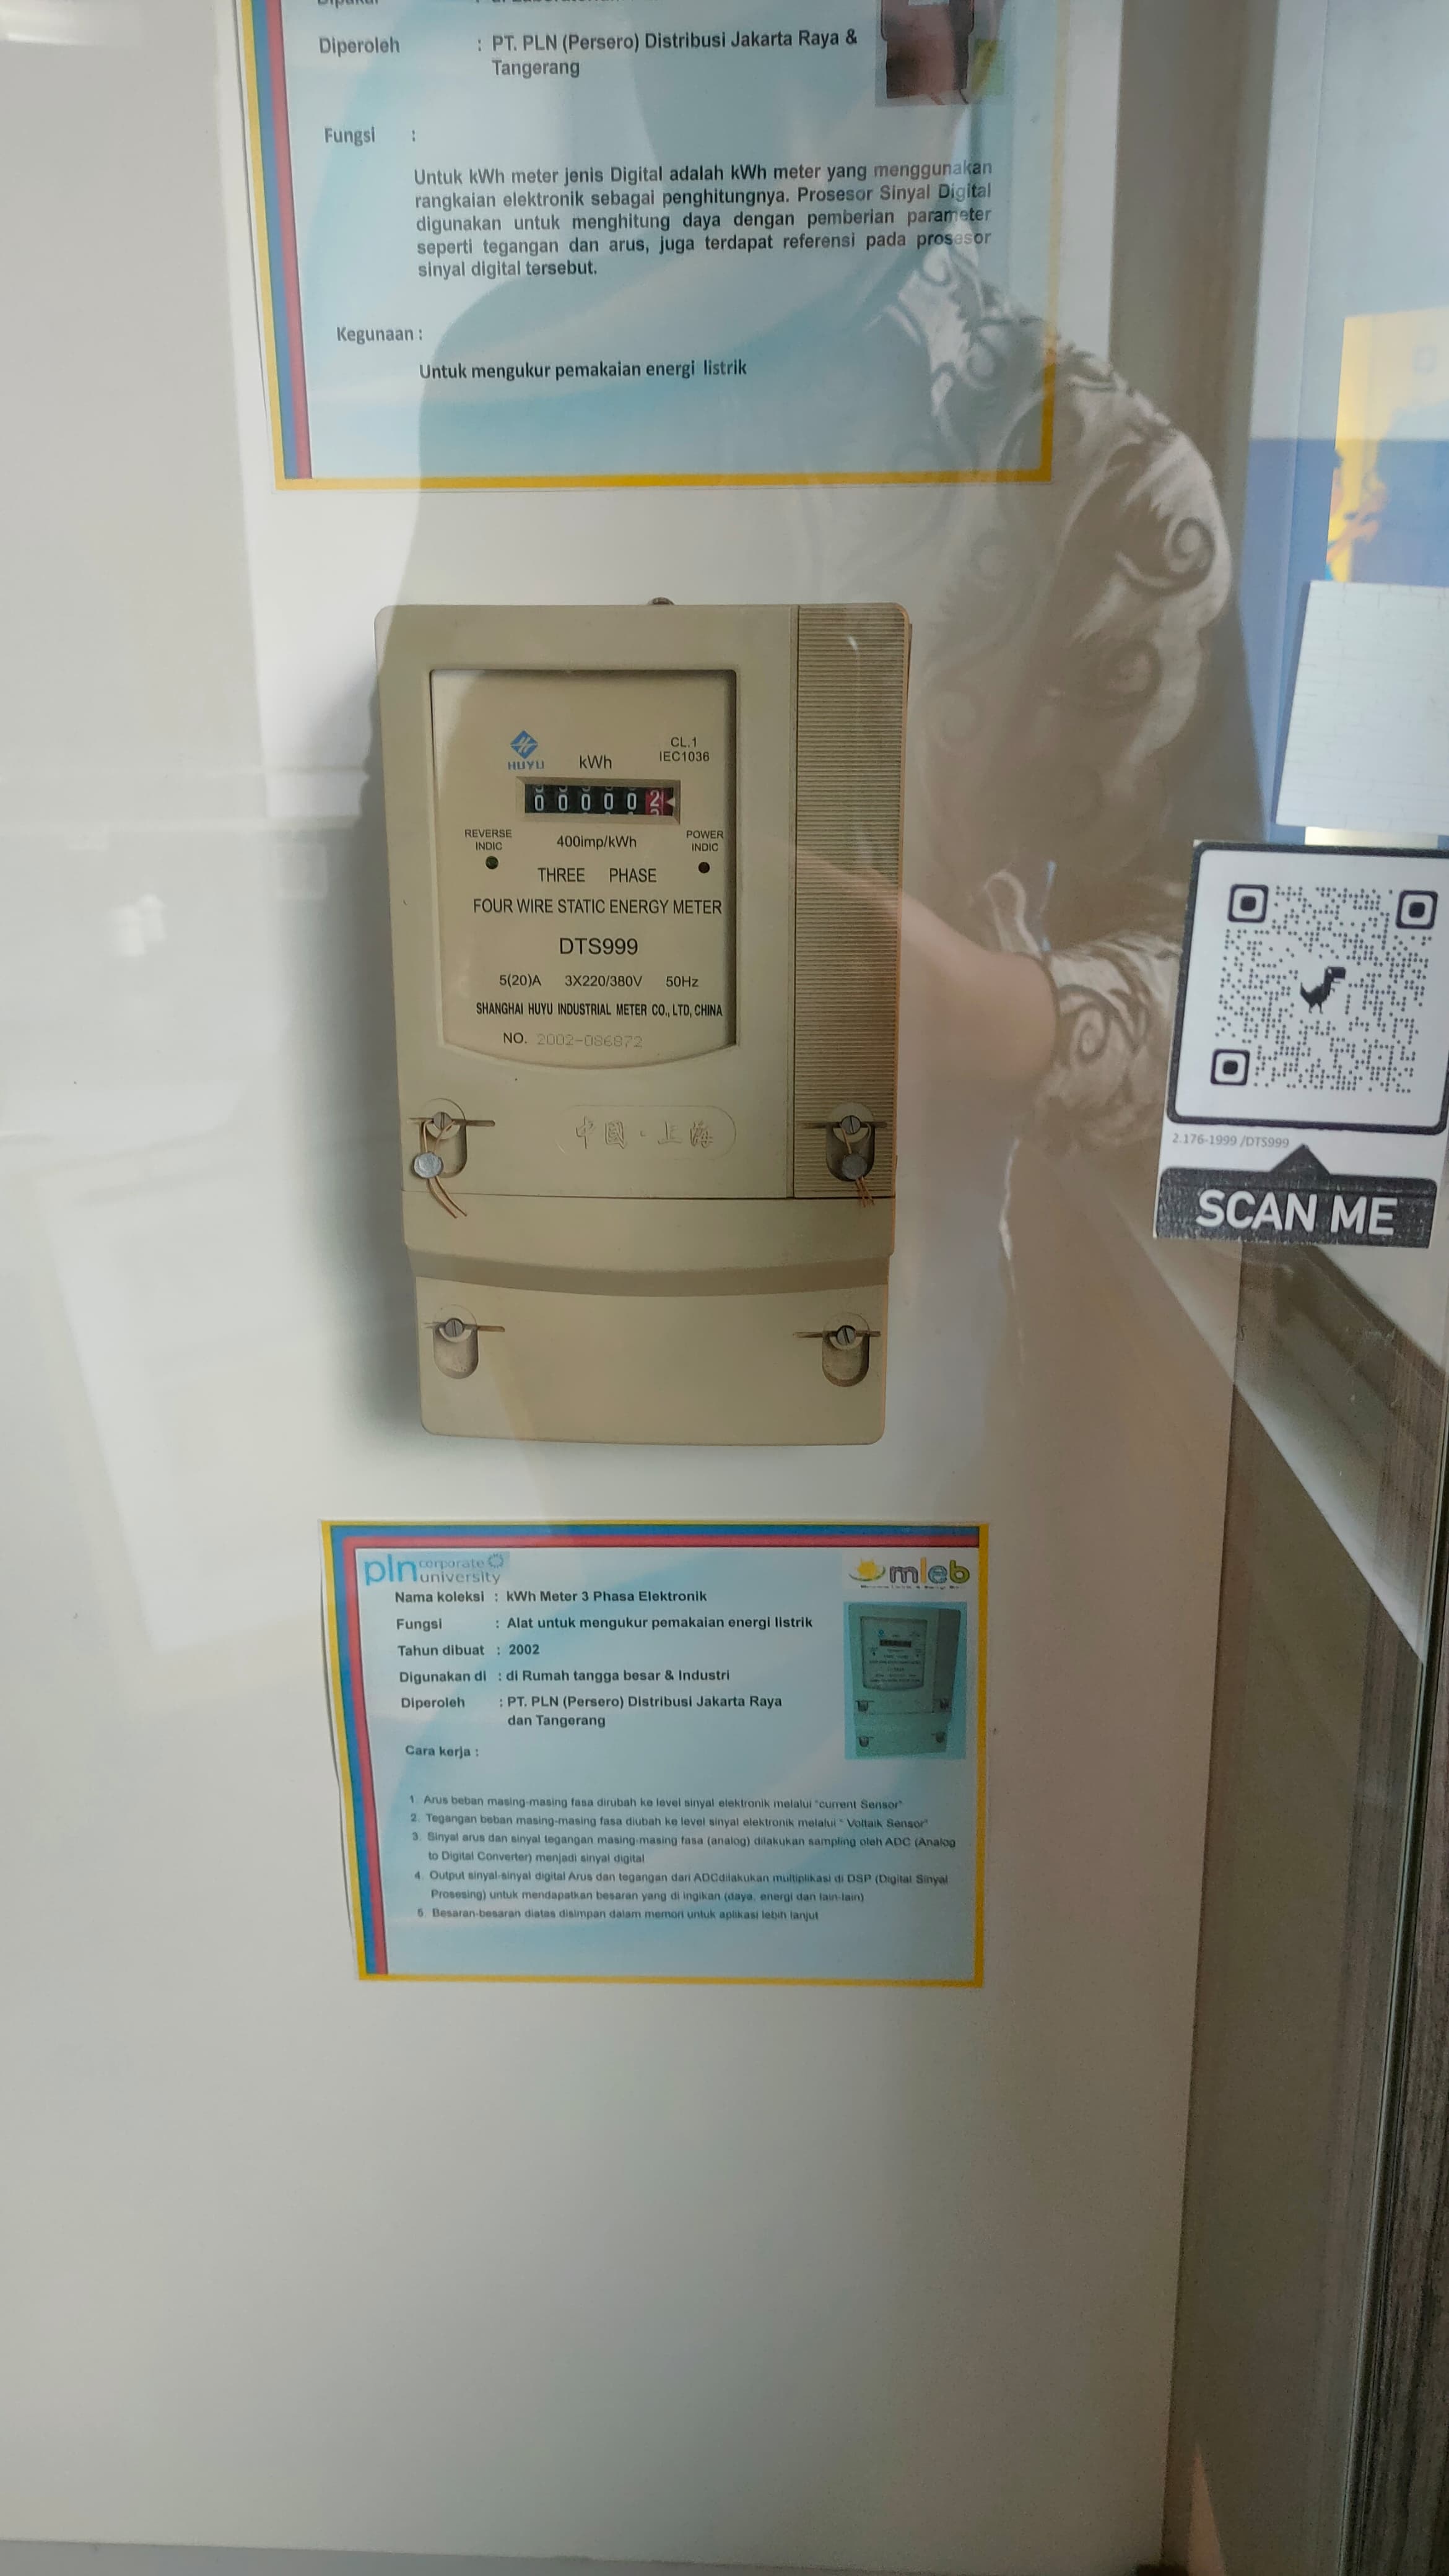 Diperoleh : PT. PLN (Persero) Distribusi Jakarta Raya &
Tangerang
Fungsi :
Untuk kWh meter jenis Digital adalah kWh meter yang menggunakan
rangkaian elektronik sebagai penghitungnya. Prosesor Sinyal Digital
digunakan untuk menghitung daya dengan pemberian parameter
seperti tegangan dan arus, juga terdapat referensi pada prosesor
sinyal digital tersebut.
Kegunaan :
Untuk mengukur pemakaian energi listrik
HUYU
kWh
CL.1
IEC1036
0 0 0 0 0 2
REVERSE
INDIC
400imp/kWh
POWER
INDIC
THREE PHASE
FOUR WIRE STATIC ENERGY METER
DTS999
5(20)A 3X220/380V 50Hz
SHANGHAI HUYU INDUSTRIAL METER CO., LTD, CHINA
NO. 2002-086872
中國·上海
2.176-1999 /DTS999
SCAN ME
pln corporate university
mleb
Nama koleksi : kWh Meter 3 Phasa Elektronik
Fungsi : Alat untuk mengukur pemakaian energi listrik
Tahun dibuat : 2002
Digunakan di : di Rumah tangga besar & Industri
Diperoleh : PT. PLN (Persero) Distribusi Jakarta Raya
dan Tangerang
Cara kerja :
1. Arus beban masing-masing fasa dirubah ke level sinyal elektronik melalui "current Sensor"
2. Tegangan beban masing-masing fasa diubah ke level sinyal elektronik melalui " Voltaik Sensor"
3. Sinyal arus dan sinyal tegangan masing-masing fasa (analog) dilakukan sampling oleh ADC (Analog
to Digital Converter) menjadi sinyal digital
4. Output sinyal-sinyal digital Arus dan tegangan dari ADCdilakukan multiplikasi di DSP (Digital Sinyal
Prosesing) untuk mendapatkan besaran yang di ingikan (daya, energi dan lain-lain)
5. Besaran-besaran diatas disimpan dalam memori untuk aplikasi lebih lanjut